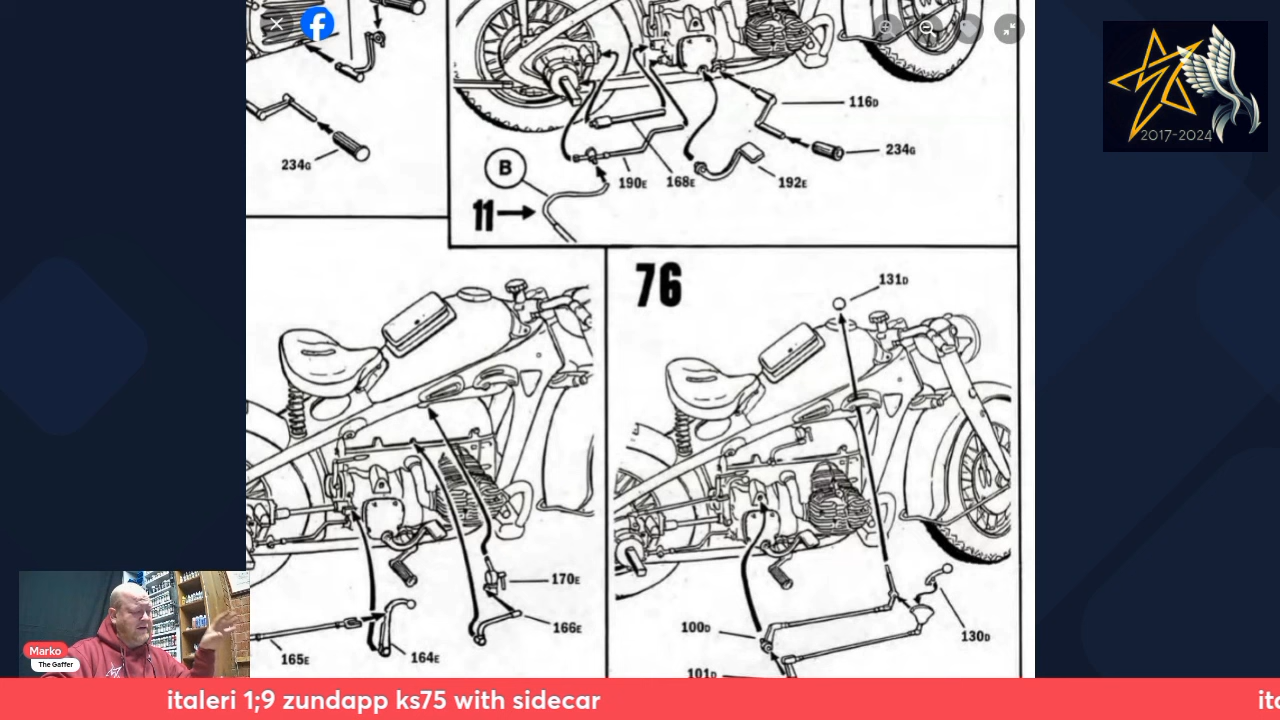 116D
234G
234G
B
190E
168E
192E
11
76
131D
170E
166E
100D
130D
165E
164E
101D
2017-2024
Marko
The Gaffer
italeri 1;9 zundapp ks75 with sidecar
ita